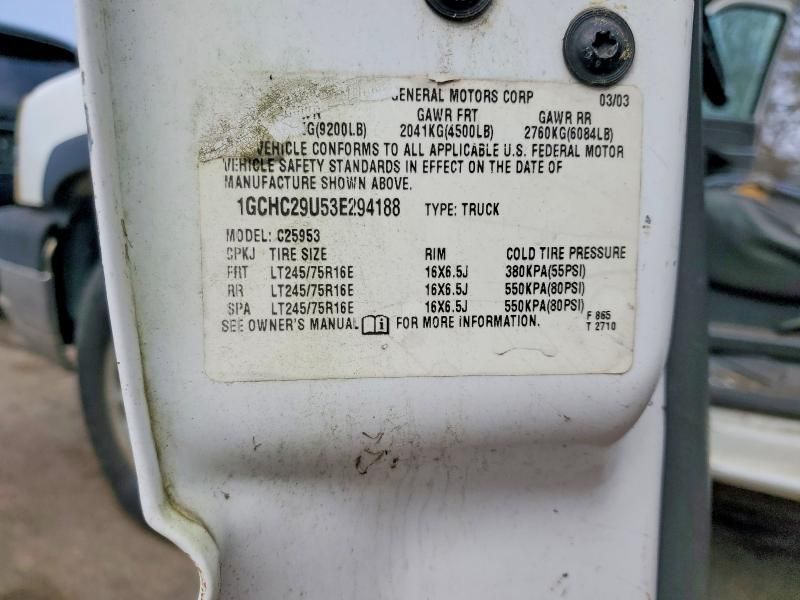 GENERAL MOTORS CORP 03/03
GAWR FRT GAWR RR
KG(9200LB) 2041KG(4500LB) 2760KG(6084LB)
VEHICLE CONFORMS TO ALL APPLICABLE U.S. FEDERAL MOTOR
VEHICLE SAFETY STANDARDS IN EFFECT ON THE DATE OF
MANUFACTURE SHOWN ABOVE.
1GCHC29U53E294188 TYPE: TRUCK
MODEL: C25953
SPKJ TIRE SIZE RIM COLD TIRE PRESSURE
FRT LT245/75R16E 16X6.5J 380KPA(55PSI)
RR LT245/75R16E 16X6.5J 550KPA(80PSI)
SPA LT245/75R16E 16X6.5J 550KPA(80PSI)
SEE OWNER'S MANUAL FOR MORE INFORMATION.
F 865
T 2710